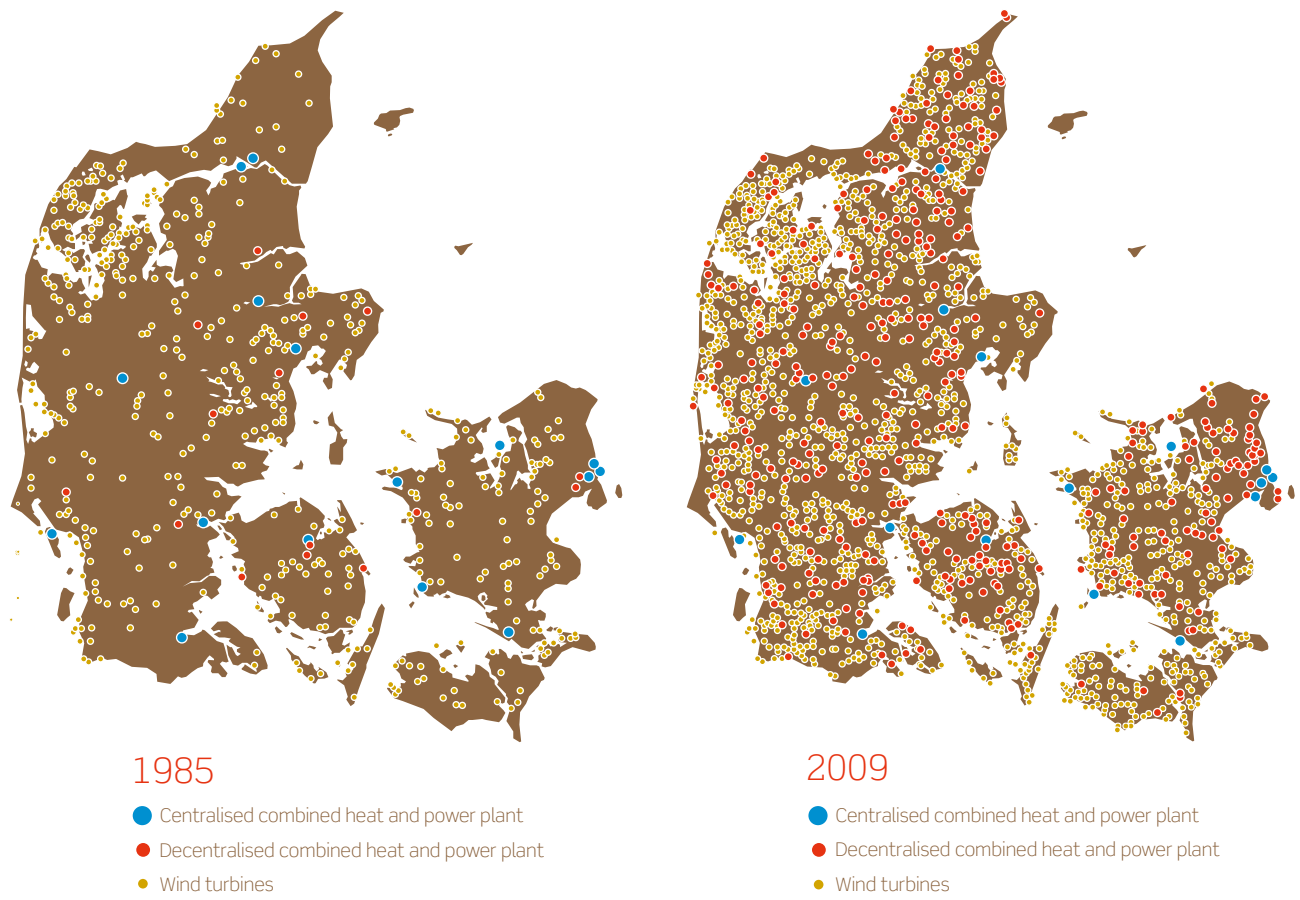 1985
Centralised combined heat and power plant
Decentralised combined heat and power plant
Wind turbines
2009
Centralised combined heat and power plant
Decentralised combined heat and power plant
Wind turbines